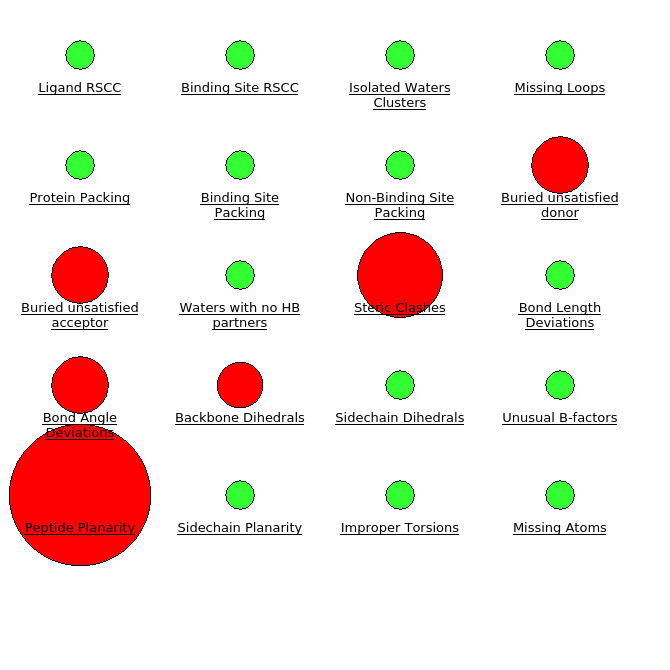 Ligand RSCC
Binding Site RSCC
Isolated Waters
Clusters
Missing Loops
Protein Packing
Binding Site
Packing
Non-Binding Site
Packing
Buried unsatisfied
donor
Buried unsatisfied
acceptor
Waters with no HB
partners
Steric Clashes
Bond Length
Deviations
Bond Angle
Deviations
Backbone Dihedrals
Sidechain Dihedrals
Unusual B-factors
Peptide Planarity
Sidechain Planarity
Improper Torsions
Missing Atoms